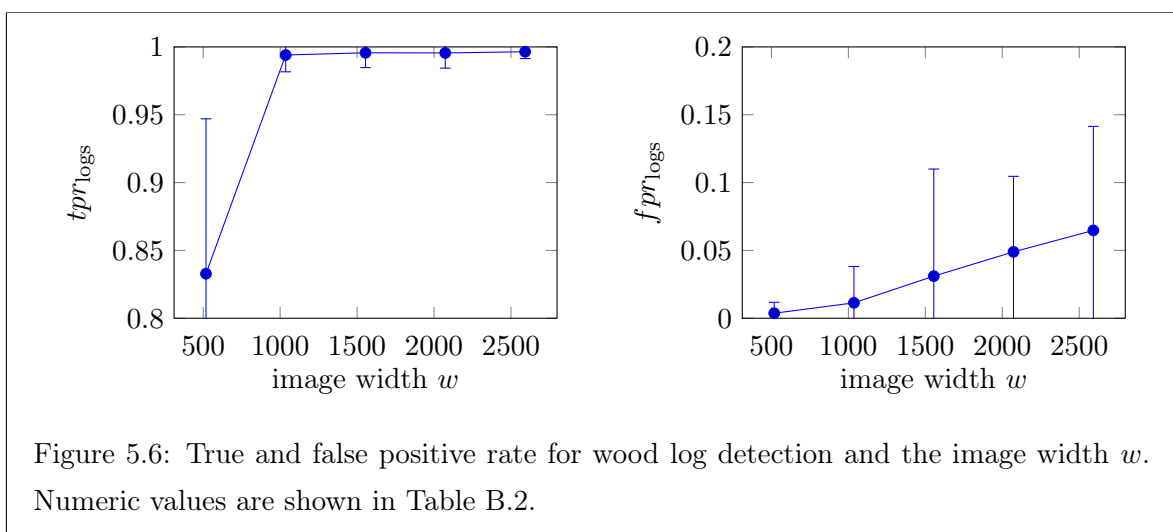 1
0.95
0.9
0.85
0.8
tpr_logs
500 1000 1500 2000 2500
image width w
0.2
0.15
0.1
0.05
0
fpr_logs
500 1000 1500 2000 2500
image width w
Figure 5.6: True and false positive rate for wood log detection and the image width w.
Numeric values are shown in Table B.2.